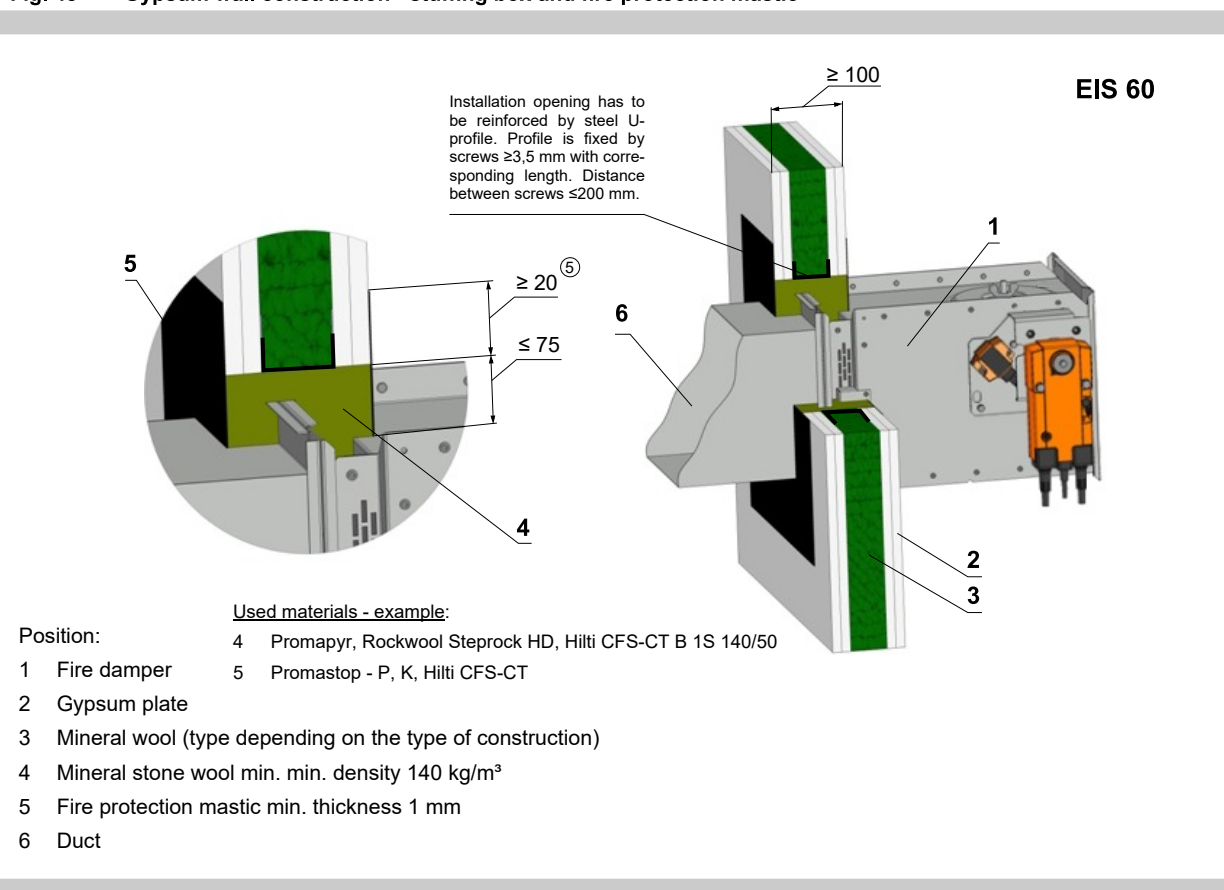 ≥ 100
EIS 60
Installation opening has to
be reinforced by steel U-
profile. Profile is fixed by
screws ≥3,5 mm with corre-
sponding length. Distance
between screws ≤200 mm.
1
5
≥ 20 ⑤
6
≤ 75
4
2
3
Used materials - example:
4 Promapyr, Rockwool Steprock HD, Hilti CFS-CT B 1S 140/50
5 Promastop - P, K, Hilti CFS-CT
Position:
1 Fire damper
2 Gypsum plate
3 Mineral wool (type depending on the type of construction)
4 Mineral stone wool min. min. density 140 kg/m³
5 Fire protection mastic min. thickness 1 mm
6 Duct